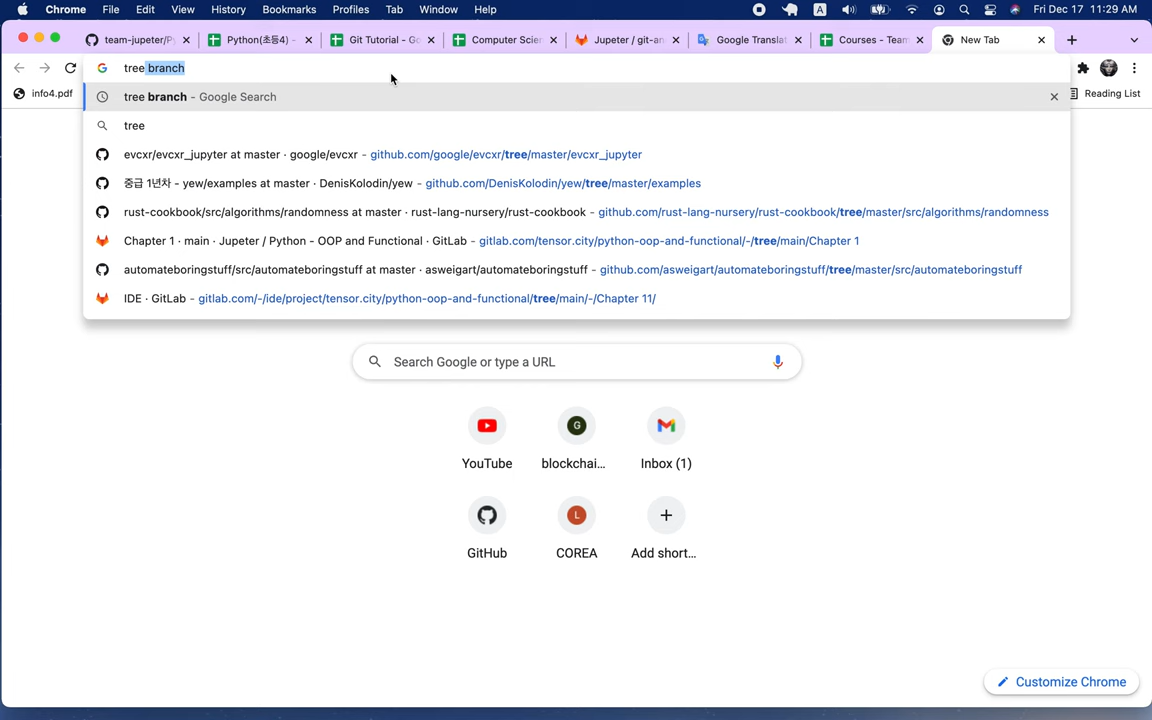 Chrome File Edit View History Bookmarks Profiles Tab Window Help A Fri Dec 17 11:29 AM
team-jupeter/Py Python(초등4) - Git Tutorial - Go Computer Scien Jupeter / git-an Google Translat Courses - Team New Tab
tree branch
info4.pdf Reading List
tree branch - Google Search
tree
evcxr/evcxr_jupyter at master · google/evcxr - github.com/google/evcxr/tree/master/evcxr_jupyter
중급 1년차 - yew/examples at master · DenisKolodin/yew - github.com/DenisKolodin/yew/tree/master/examples
rust-cookbook/src/algorithms/randomness at master · rust-lang-nursery/rust-cookbook - github.com/rust-lang-nursery/rust-cookbook/tree/master/src/algorithms/randomness
Chapter 1 · main · Jupeter / Python - OOP and Functional · GitLab - gitlab.com/tensor.city/python-oop-and-functional/-/tree/main/Chapter 1
automateboringstuff/src/automateboringstuff at master · asweigart/automateboringstuff - github.com/asweigart/automateboringstuff/tree/master/src/automateboringstuff
IDE · GitLab - gitlab.com/-/ide/project/tensor.city/python-oop-and-functional/tree/main/-/Chapter 11/
Search Google or type a URL
G
YouTube blockchai... Inbox (1)
L
GitHub COREA Add short...
Customize Chrome